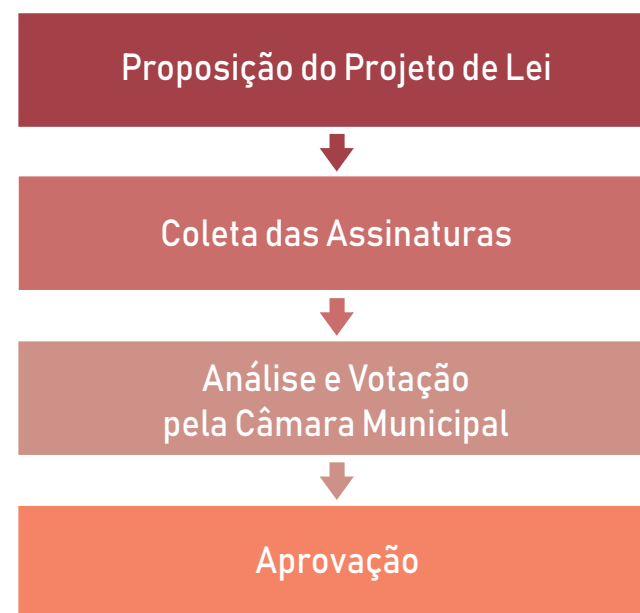 Proposição do Projeto de Lei
Coleta das Assinaturas
Análise e Votação
pela Câmara Municipal
Aprovação